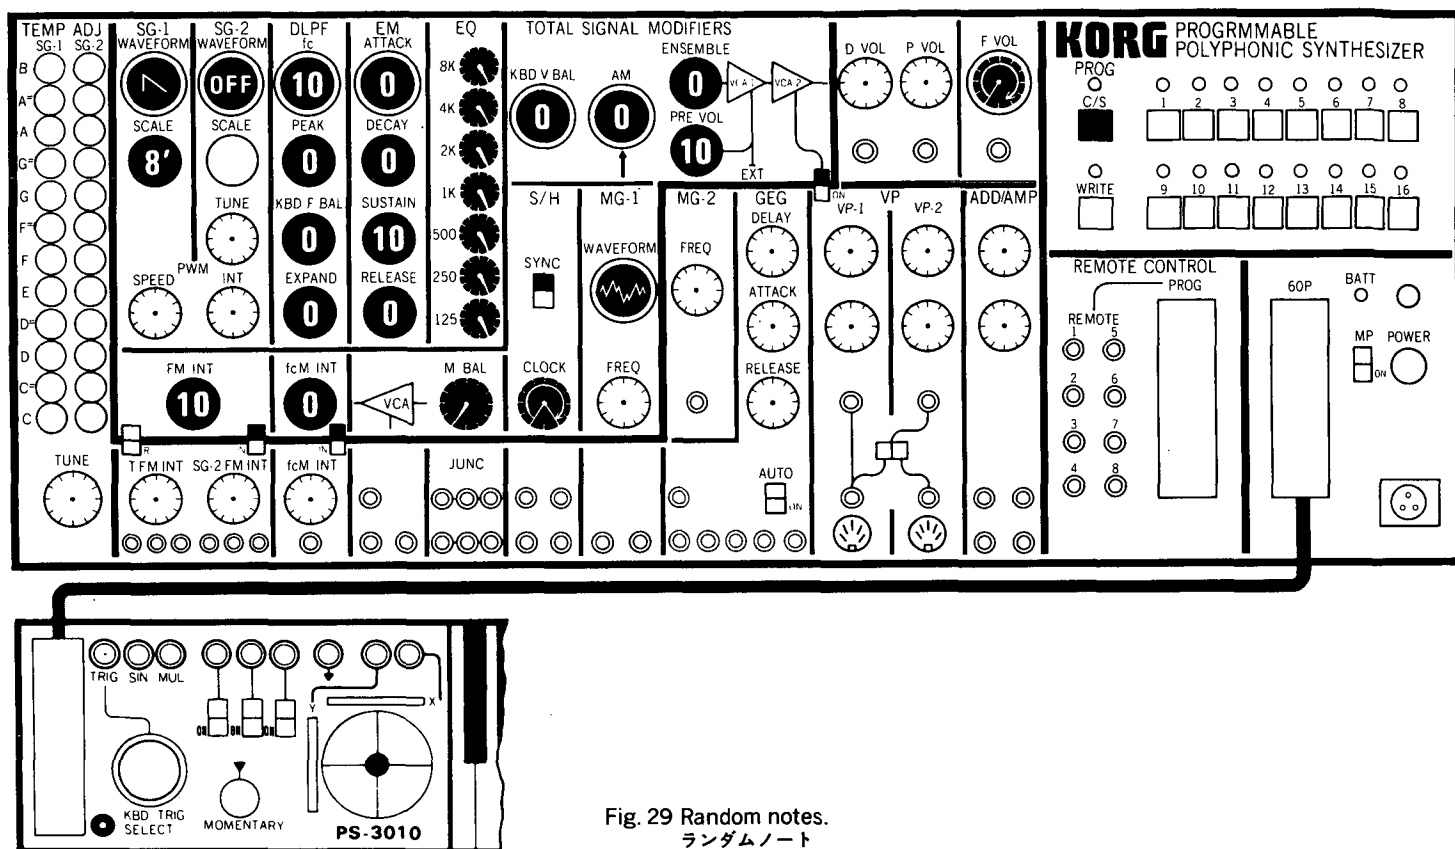 TEMP ADJ
SG-1 SG-2
B
A#
A
G#
G
F#
F
E
D#
D
C#
C
TUNE
SG-1
WAVEFORM
SCALE
8'
SPEED
PWM
SG-2
WAVEFORM
OFF
SCALE
TUNE
INT
DLPF
fc
10
PEAK
0
KBD F BAL
0
EXPAND
0
EM
ATTACK
0
DECAY
0
SUSTAIN
10
RELEASE
0
EQ
8K
4K
2K
1K
500
250
125
FM INT
10
fcM INT
0
VCA
M BAL
TOTAL SIGNAL MODIFIERS
KBD V BAL
0
AM
0
ENSEMBLE
0
PRE VOL
10
VCA 1
VCA 2
EXT
ON
S/H
SYNC
CLOCK
MG-1
WAVEFORM
FREQ
MG-2
FREQ
GEG
DELAY
ATTACK
RELEASE
AUTO
ON
D VOL P VOL
F VOL
VP
VP-1 VP-2
ADD/AMP
T FM INT SG-2 FM INT
fcM INT
JUNC
KORG PROGRMMABLE
POLYPHONIC SYNTHESIZER
PROG
C/S
1 2 3 4 5 6 7 8
WRITE
9 10 11 12 13 14 15 16
REMOTE CONTROL
PROG
REMOTE
1 5
2 6
3 7
4 8
60P
BATT
MP
ON
POWER
TRIG SIN MUL
ON
ON
ON
Y
X
KBD TRIG
SELECT
MOMENTARY
PS-3010
Fig. 29 Random notes.
ランダムノート